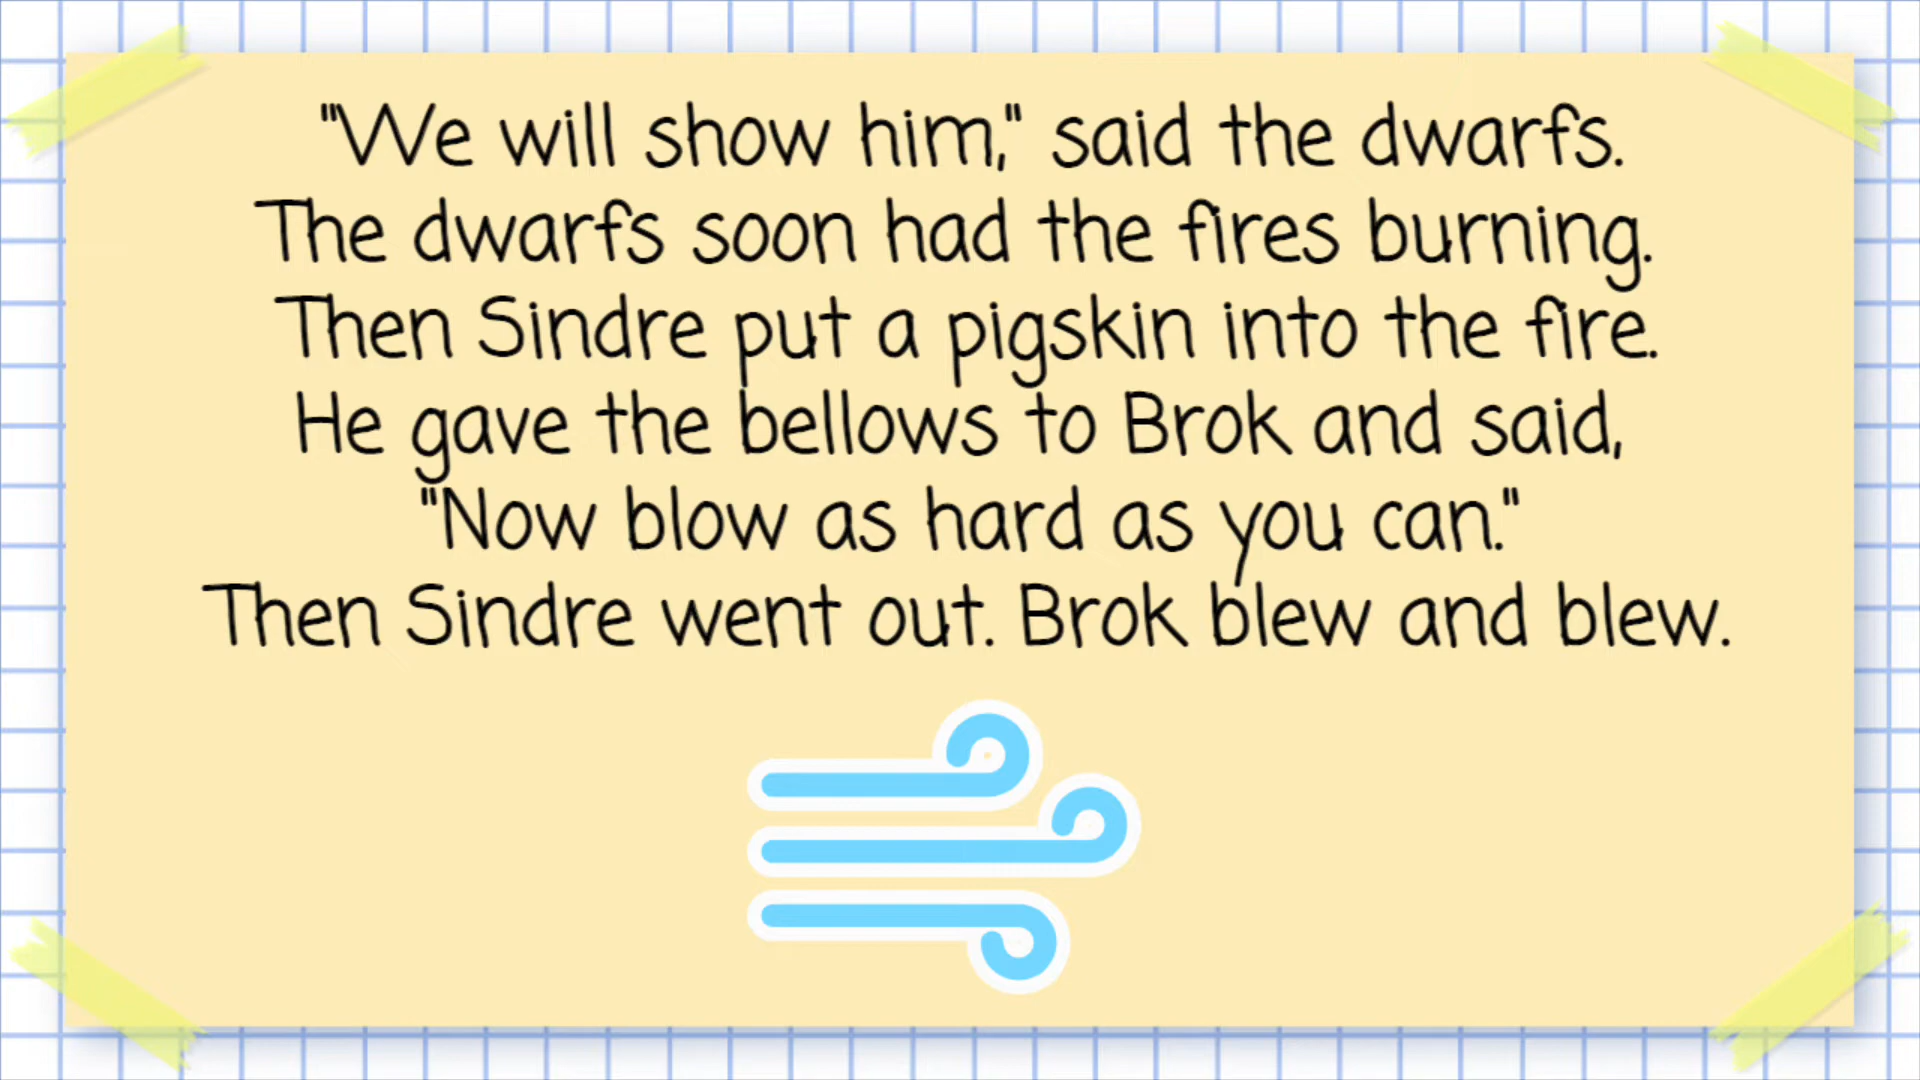 "We will show him," said the dwarfs.
The dwarfs soon had the fires burning.
Then Sindre put a pigskin into the fire.
He gave the bellows to Brok and said,
"Now blow as hard as you can."
Then Sindre went out. Brok blew and blew.